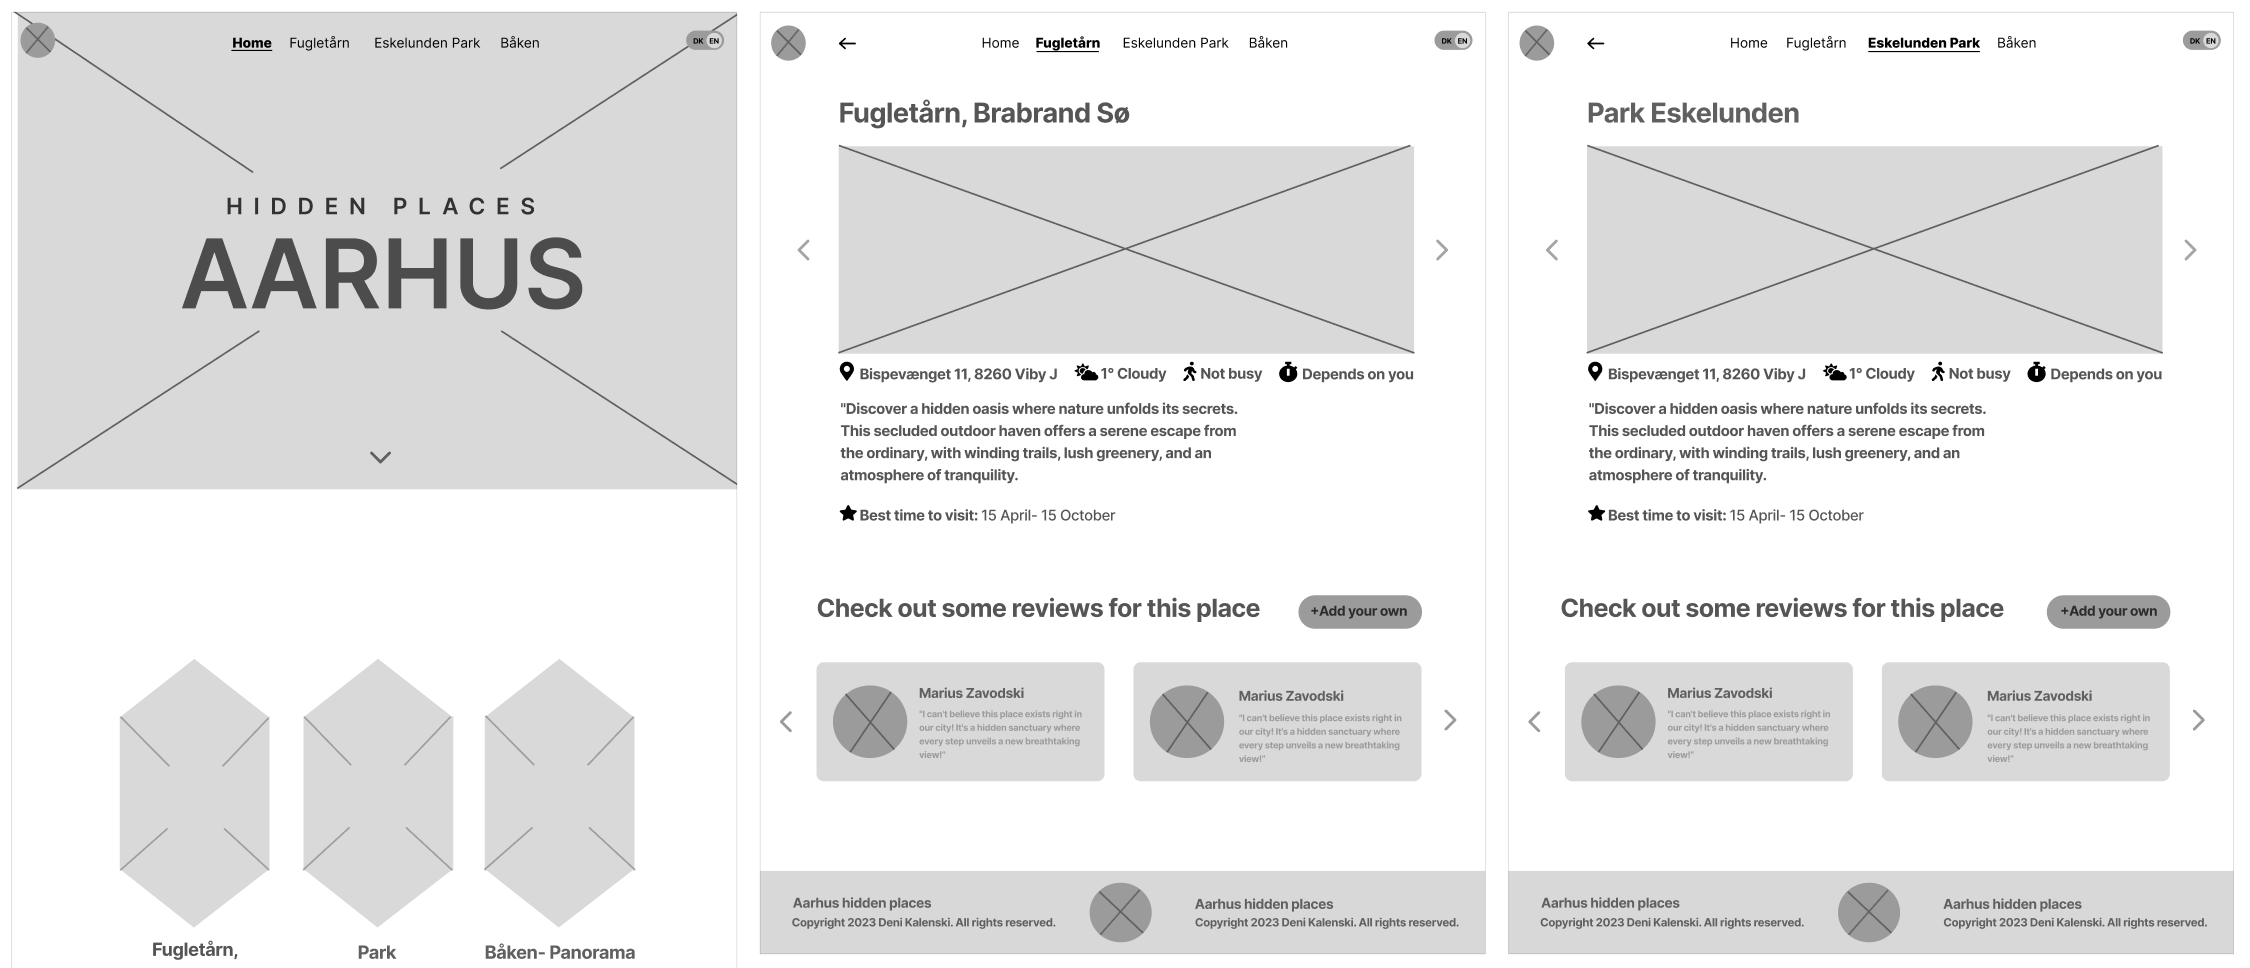 Home Fugletårn Eskelunden Park Båken DK EN
HIDDEN PLACES
AARHUS
Fugletårn,
Park
Båken- Panorama
Home Fugletårn Eskelunden Park Båken DK EN
Fugletårn, Brabrand Sø
Bispevænget 11, 8260 Viby J 1° Cloudy Not busy Depends on you
"Discover a hidden oasis where nature unfolds its secrets.
This secluded outdoor haven offers a serene escape from
the ordinary, with winding trails, lush greenery, and an
atmosphere of tranquility.
Best time to visit: 15 April- 15 October
Check out some reviews for this place +Add your own
Marius Zavodski
"I can't believe this place exists right in
our city! It's a hidden sanctuary where
every step unveils a new breathtaking
view!"
Marius Zavodski
"I can't believe this place exists right in
our city! It's a hidden sanctuary where
every step unveils a new breathtaking
view!"
Aarhus hidden places
Copyright 2023 Deni Kalenski. All rights reserved.
Aarhus hidden places
Copyright 2023 Deni Kalenski. All rights reserved.
Home Fugletårn Eskelunden Park Båken DK EN
Park Eskelunden
Bispevænget 11, 8260 Viby J 1° Cloudy Not busy Depends on you
"Discover a hidden oasis where nature unfolds its secrets.
This secluded outdoor haven offers a serene escape from
the ordinary, with winding trails, lush greenery, and an
atmosphere of tranquility.
Best time to visit: 15 April- 15 October
Check out some reviews for this place +Add your own
Marius Zavodski
"I can't believe this place exists right in
our city! It's a hidden sanctuary where
every step unveils a new breathtaking
view!"
Marius Zavodski
"I can't believe this place exists right in
our city! It's a hidden sanctuary where
every step unveils a new breathtaking
view!"
Aarhus hidden places
Copyright 2023 Deni Kalenski. All rights reserved.
Aarhus hidden places
Copyright 2023 Deni Kalenski. All rights reserved.